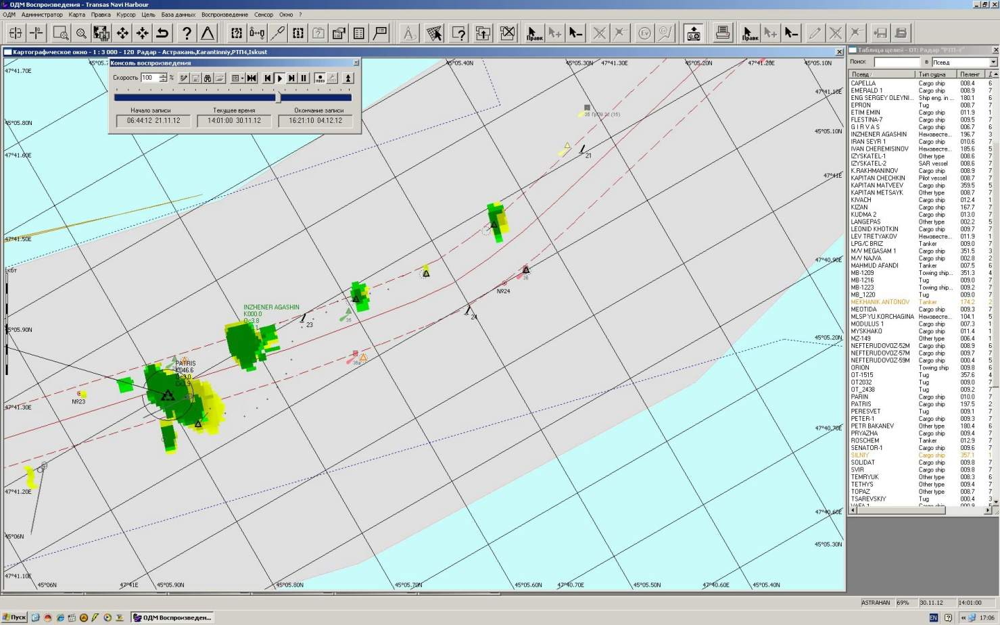 ОДМ Воспроизведения - Transas Navi Harbour
ОДМ Администратор Карта Правка Курсор Цель База данных Воспроизведение Сенсор Окно ?
Картографическое окно - 1 : 3 000 - 120 Радар - Астрахань,Karantinniy,РТП4,Iskust
Консоль воспроизведения
Скорость 100 %
Начало записи Текущее время Окончание записи
06:44:12 21.11.12 14:01:00 30.11.12 16:21:10 04.12.12
47°41.70E
45°05.40N
45°05.30N
47°41.30E
45°05.20N
47°41.20E
45°05.10N
47°41.10E
45°05.80N
45°05.10N
47°41.60E
21
47°41E
47°41.50E
47°40.90E
36
№24
INZHENER AGASHIN
K000.0
Ос3.8
23
24
35
45°05.90N
45°05.20N
36а
PATRIS
K046.6
№23
47°41.30E
47°40.70E
47°41.20E
47°40.60E
45°06N
45°05.30N
47°41.10E
45°06N
47°41E
45°05.90N
45°05.80N
45°05.70N
45°05.60N
47°40.70E
45°05.50N
47°40.60E
45°05.40N
Таблица целей - ОТ: Радар "РТП-4"
Поиск в Псевд
Псевд / Тип судна Пеленг
CAPELLA Cargo ship 008.4 6
EMERALD 1 Cargo ship 008.9 7
ENG SERGEY OLEYNI... Ship eng. in ... 180.1 6
EPRON Tug 008.7 7
ETIM EMIN Cargo ship 011.9 1
FLESTINA-7 Cargo ship 009.5 7
G I R V A S Cargo ship 006.7 6
INZHENER AGASHIN Неизвесте... 196.7 3
IRAN SEYR 1 Cargo ship 010.6 7
IVAN CHEREMISINOV Неизвесте... 185.6 5
IZYSKATEL-1 Other type 008.6 7
IZYSKATEL-2 SAR vessel 008.6 7
K.RAKHMANINOV Cargo ship 008.9 7
KAPITAN CHECHKIN Pilot vessel 008.7 7
KAPITAN MATVEEV Cargo ship 359.5 5
KAPITAN METSAYK Other type 008.7 7
KIVACH Cargo ship 012.4 1
KIZAN Cargo ship 167.7 7
KUDMA 2 Cargo ship 013.0 7
LANGEPAS Other type 002.2 5
LEONID KHOTKIN Cargo ship 009.7 7
LEV TRETYAKOV Неизвесте... 011.9 1
LPG/C BRIZ Tanker 009.0 7
M/V MEGASAM 1 Cargo ship 351.5 3
M/V NAJVA Cargo ship 002.8 2
MAHMUD AFANDI Tanker 007.5 6
MB-1209 Towing ship... 351.3 4
MB-1216 Tug 009.0 7
MB-1223 Towing ship... 009.2 7
MB_1220 Tug 009.0 7
MEKHANIK ANTONOV Tanker 174.2 2
MEOTIDA Cargo ship 009.3 7
MLSP YU.KORCHAGINA Неизвесте... 104.1 5
MODULUS 1 Cargo ship 007.3 1
MYSKHAKO Cargo ship 011.4 1
MZ-149 Other type 006.4 1
NEFTERUDOVOZ-52M Cargo ship 008.9 6
NEFTERUDOVOZ-57M Cargo ship 009.7 7
NEFTERUDOVOZ-59M Cargo ship 000.4 5
ORION Towing ship 009.8 6
OT-1515 Tug 357.6 4
OT2032 Tug 009.0 7
OT_2438 Tug 009.2 7
PARIN Cargo ship 010.0 7
PATRIS Cargo ship 197.5 2
PERESVET Tug 009.1 7
PETER-1 Cargo ship 009.3 7
PETR BAKANEV Other type 180.4 6
PRYAZHA Cargo ship 009.4 7
ROSCHEM Tanker 012.9 7
SENATOR-1 Cargo ship 009.6 7
SILNIY Cargo ship 357.1 1
SOLIDAT Cargo ship 009.8 7
SVIR Cargo ship 009.8 7
TEMRYUK Other type 008.3 6
TETHYS Other type 009.4 7
TOPAZ Other type 008.7 7
TSAREVSKIY Tug 000.4 3
ASTRAHAN 69% 30.11.12 14:01:00
Пуск ОДМ Воспроизведен... EN 17:06